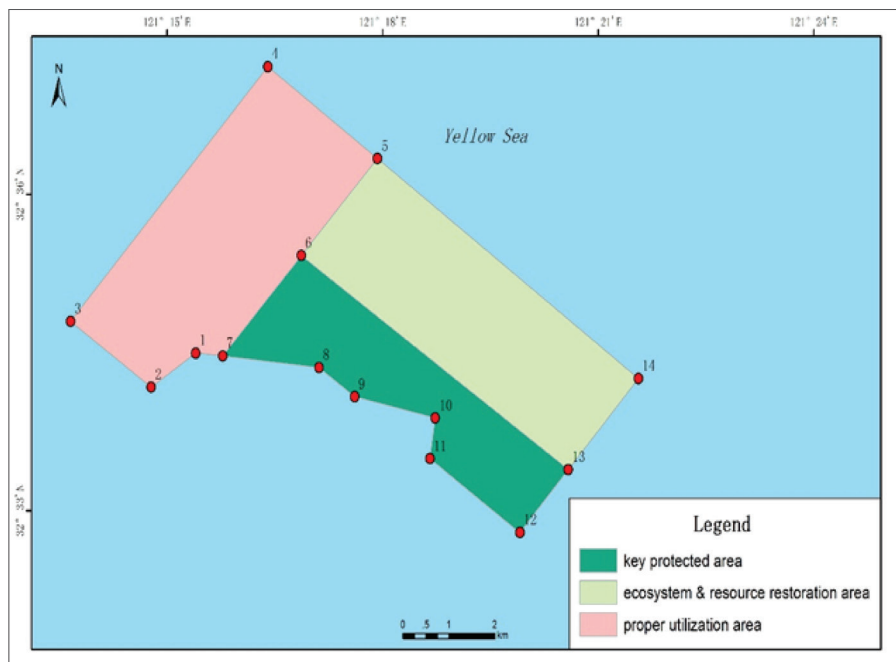 121° 15′ E
121° 18′ E
121° 21′ E
121° 24′ E
N
4
Yellow Sea
5
32° 36′ N
6
3
1
7
8
2
9
14
10
11
13
32° 33′ N
12
Legend
key protected area
ecosystem & resource restoration area
proper utilization area
0 .5 1 2
km